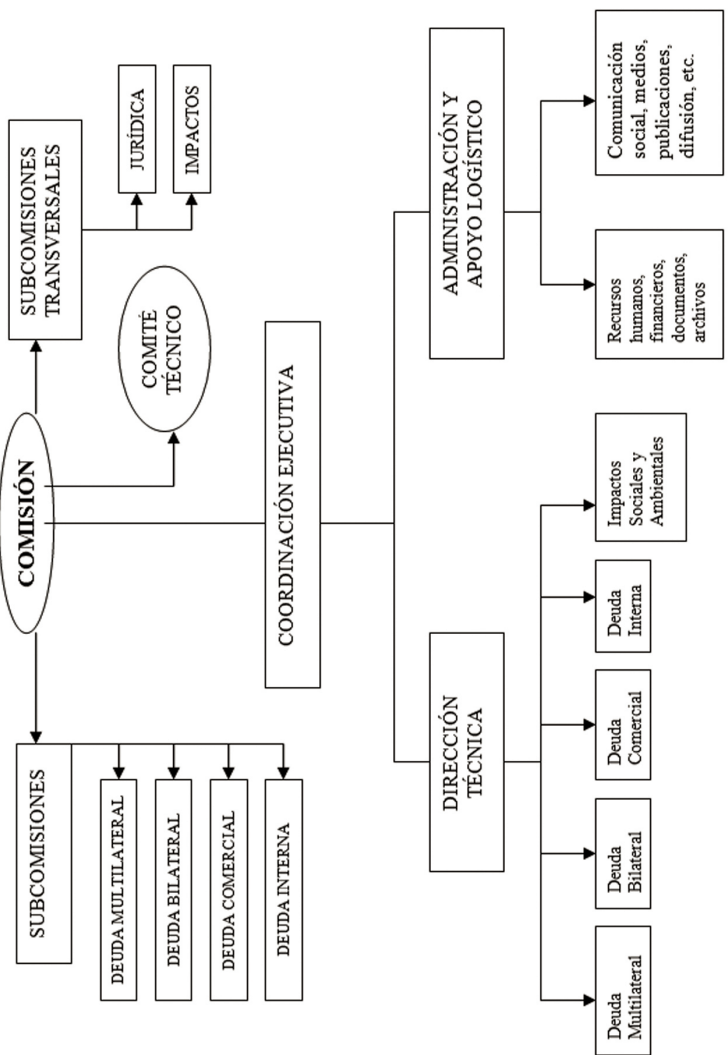 COMISIÓN
SUBCOMISIONES
DEUDA MULTILATERAL
DEUDA BILATERAL
DEUDA COMERCIAL
DEUDA INTERNA
SUBCOMISIONES
TRANSVERSALES
JURÍDICA
IMPACTOS
COMITÉ
TÉCNICO
COORDINACIÓN EJECUTIVA
DIRECCIÓN
TÉCNICA
Deuda
Multilateral
Deuda
Bilateral
Deuda
Comercial
Deuda
Interna
Impactos
Sociales y
Ambientales
ADMINISTRACIÓN Y
APOYO LOGÍSTICO
Recursos
humanos,
financieros,
documentos,
archivos
Comunicación
social, medios,
publicaciones,
difusión, etc.